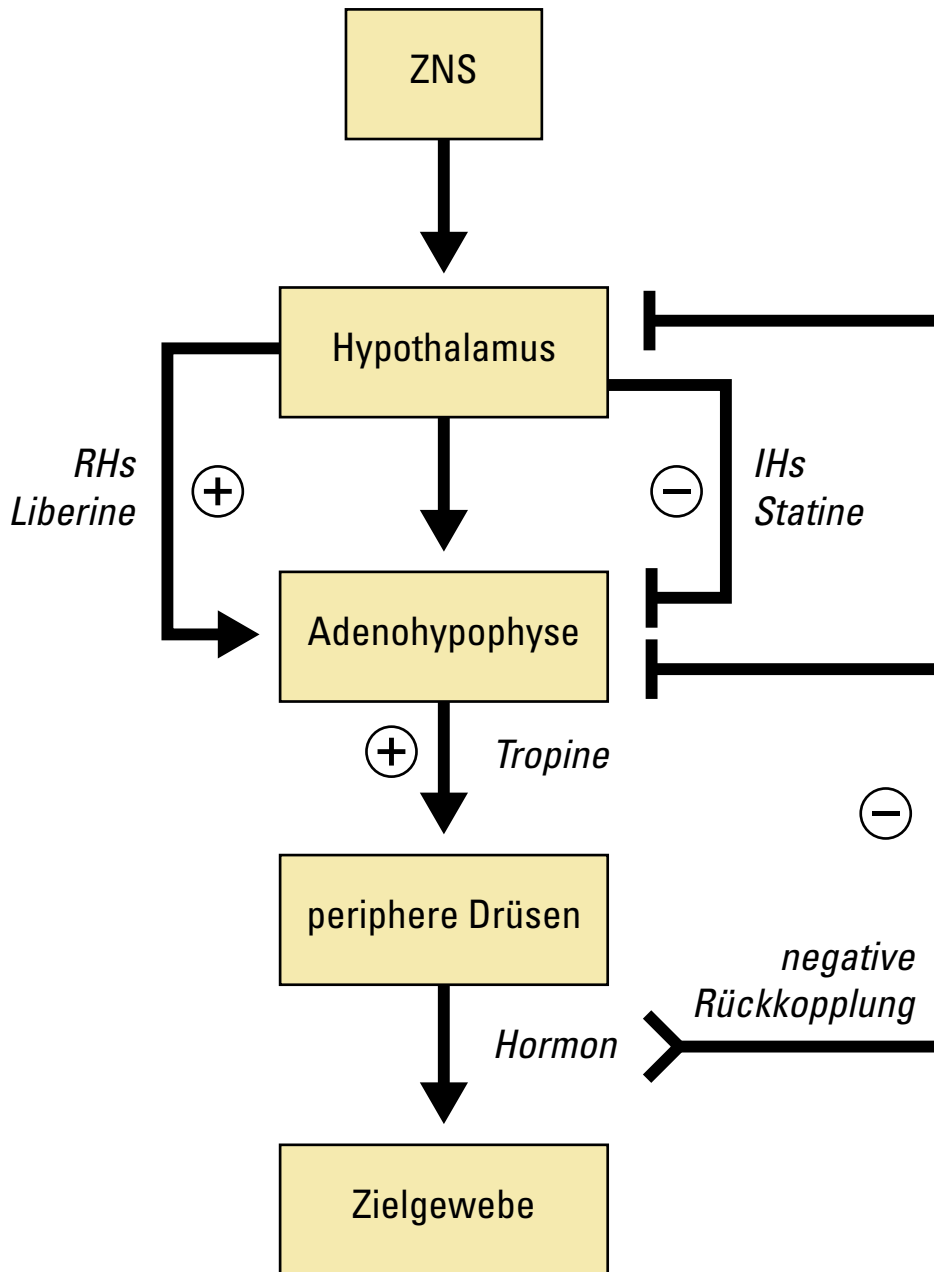 ZNS
Hypothalamus
RHs
Liberine
+
−
IHs
Statine
Adenohypophyse
+
Tropine
−
periphere Drüsen
negative
Rückkopplung
Hormon
Zielgewebe